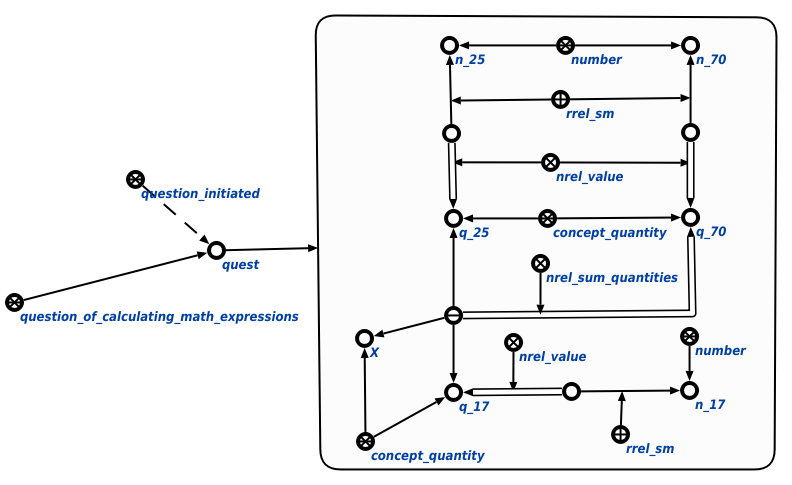 n_25
number
n_70
rrel_sm
nrel_value
question_initiated
q_25
concept_quantity
q_70
quest
nrel_sum_quantities
question_of_calculating_math_expressions
X
nrel_value
number
q_17
n_17
concept_quantity
rrel_sm